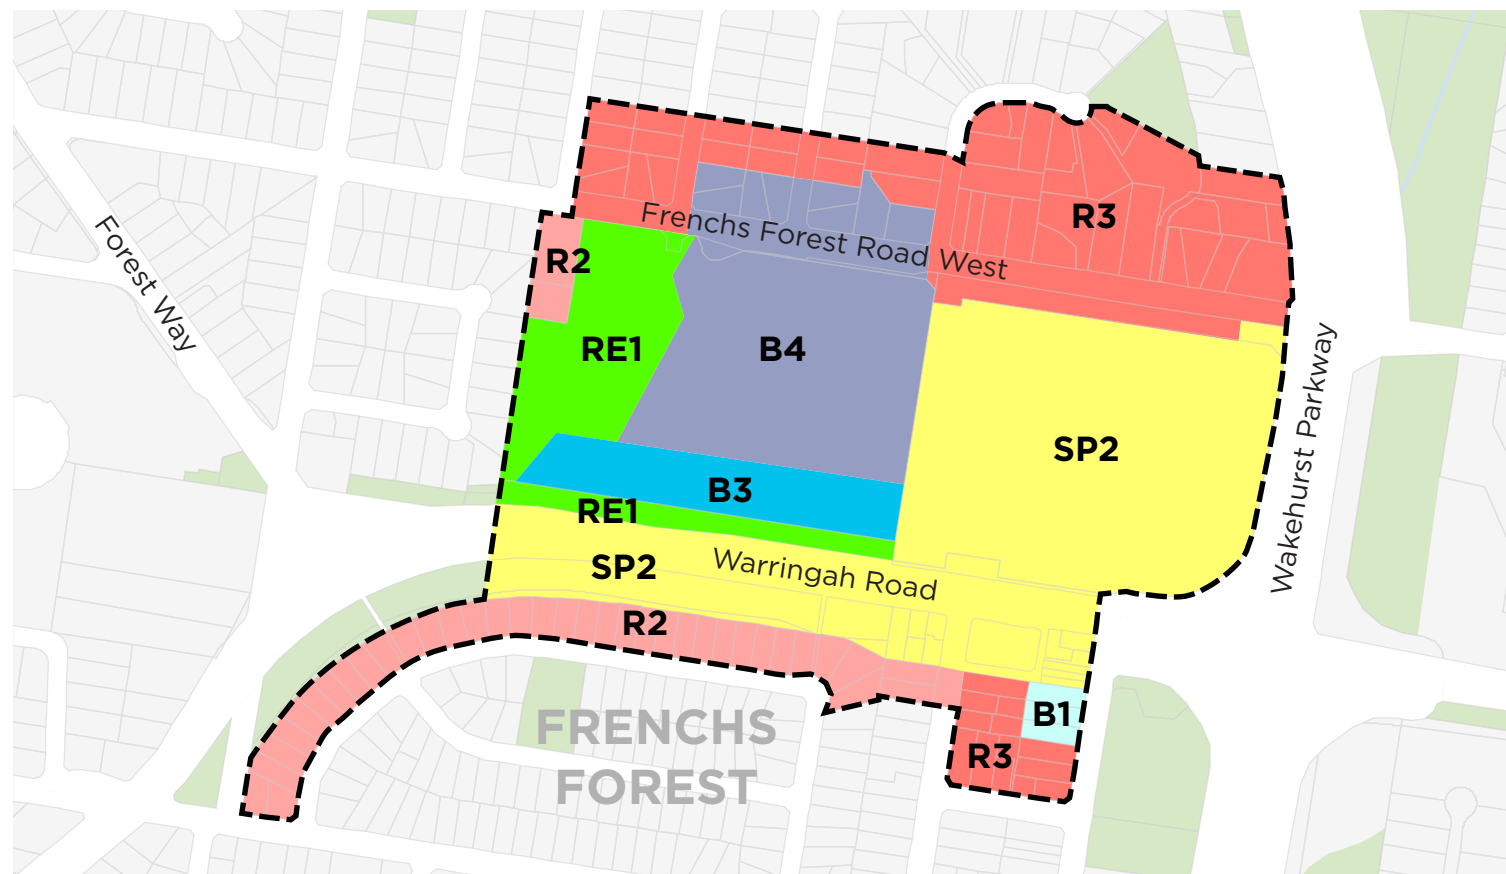 R3
Frenchs Forest Road West
Forest Way
R2
RE1
B4
Wakehurst Parkway
SP2
B3
RE1
SP2
Warringah Road
R2
B1
FRENCHS
FOREST
R3